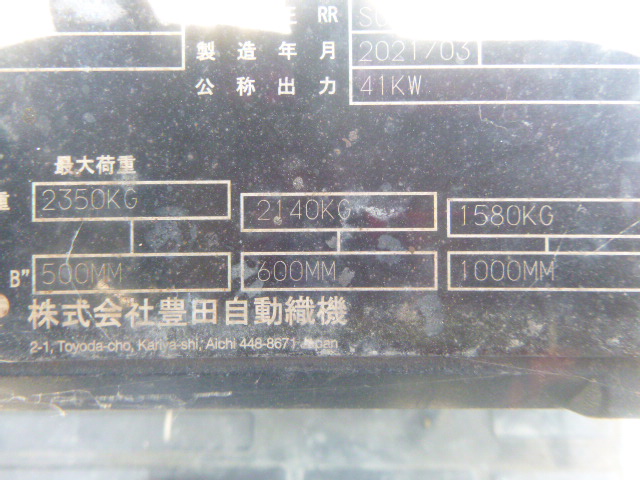 RR
製造年月 2021/03
公称出力 41KW
最大荷重
重 2350KG 2140KG 1580KG
B" 500MM 600MM 1000MM
株式会社豊田自動織機
2-1, Toyoda-cho, Kariya-shi, Aichi 448-8671 Japan